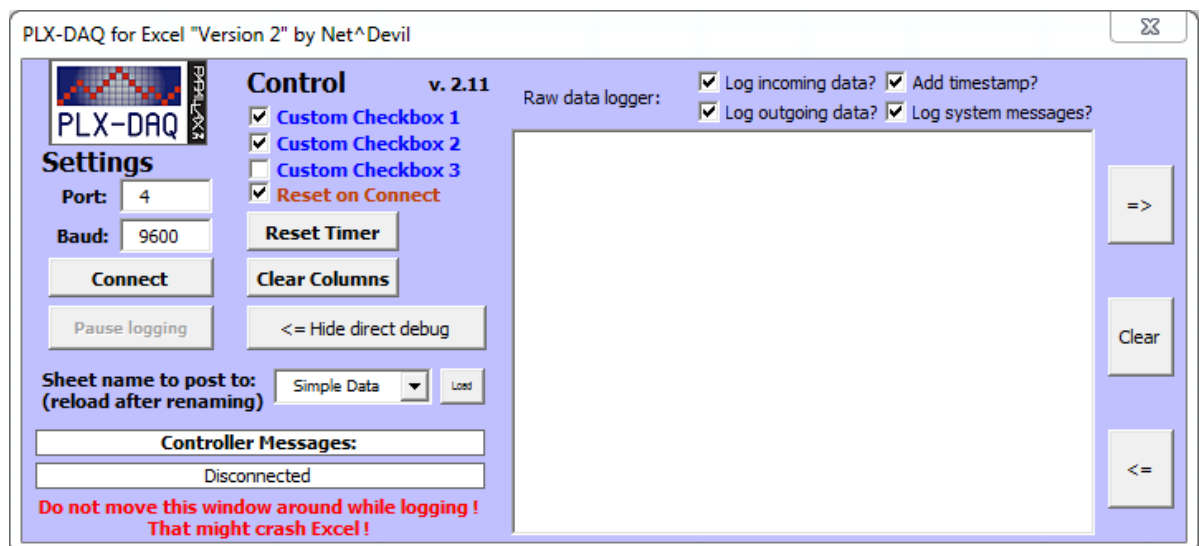 PLX-DAQ for Excel "Version 2" by Net^Devil
PLX-DAQ
PARALLAX
Control v. 2.11
Custom Checkbox 1
Custom Checkbox 2
Custom Checkbox 3
Reset on Connect
Settings
Port: 4
Baud: 9600
Reset Timer
Connect
Clear Columns
Pause logging
<= Hide direct debug
Sheet name to post to:
(reload after renaming)
Simple Data
Load
Controller Messages:
Disconnected
Do not move this window around while logging !
That might crash Excel !
Raw data logger:
Log incoming data? Add timestamp?
Log outgoing data? Log system messages?
=>
Clear
<=